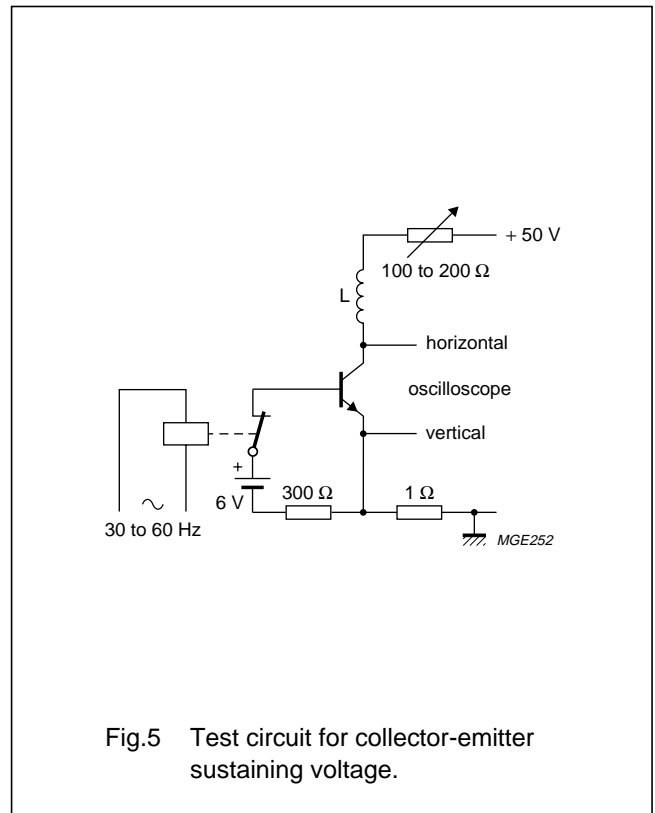 + 50 V
100 to 200 Ω
L
horizontal
oscilloscope
vertical
+
6 V
300 Ω
1 Ω
30 to 60 Hz
MGE252
Fig.5 Test circuit for collector-emitter
sustaining voltage.